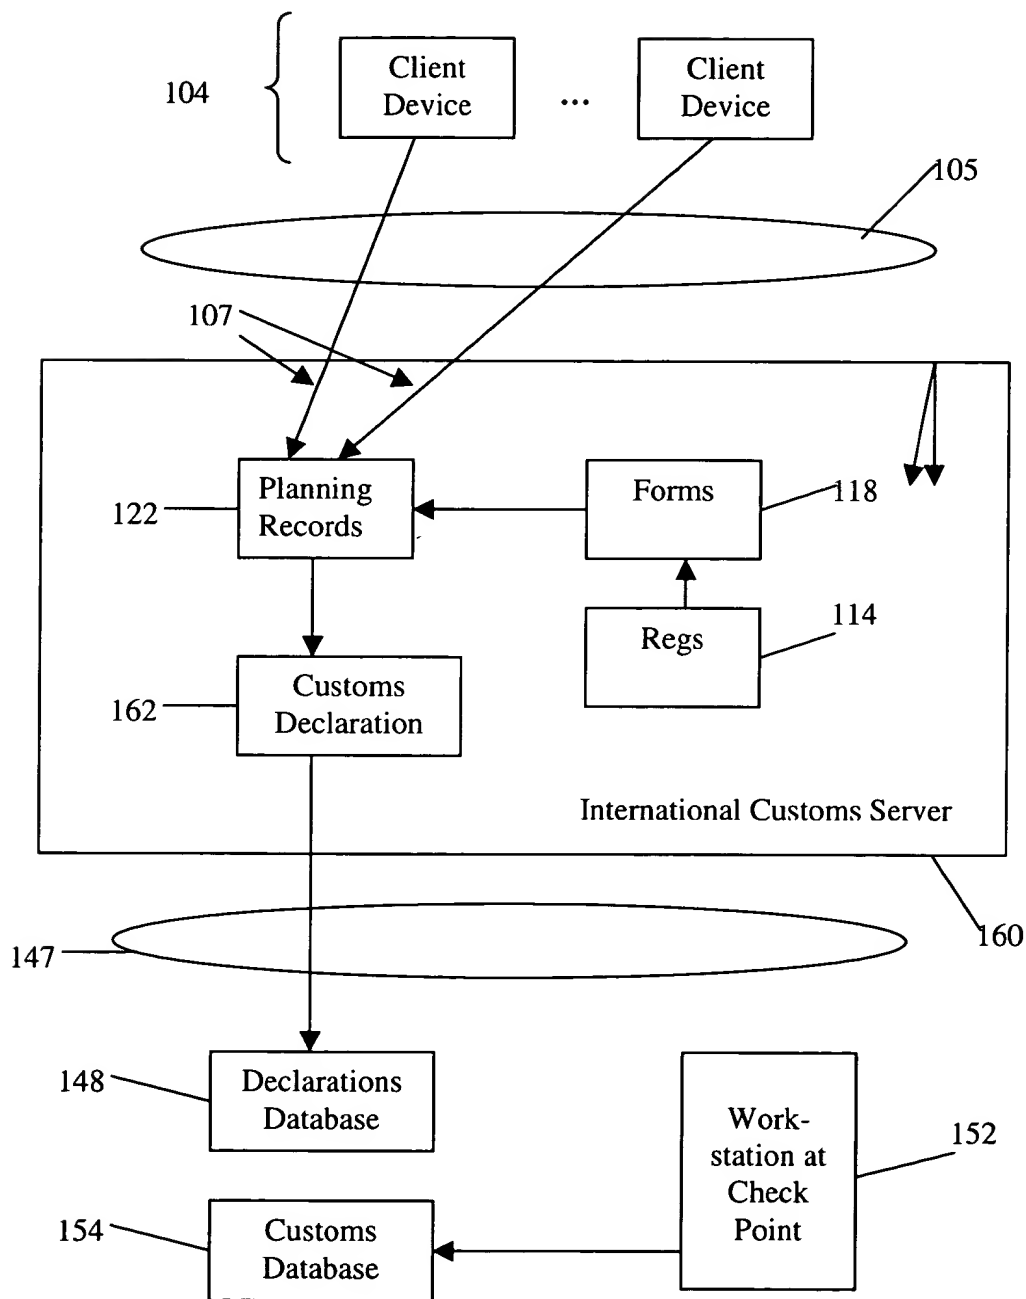 Client
Device
Client
Device
...
104
105
107
Planning
Records
Forms
118
122
Regs
114
Customs
Declaration
162
International Customs Server
160
147
148
Declarations
Database
Work-
station at
Check
Point
152
154
Customs
Database